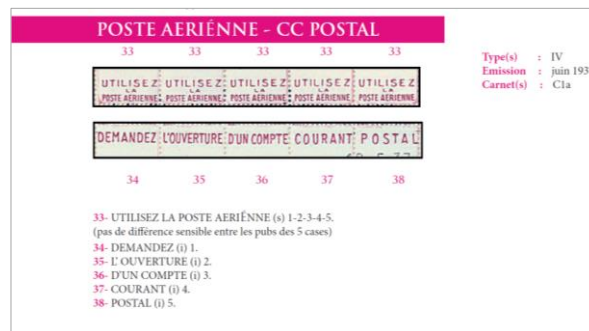 POSTE AERIÉNNE - CC POSTAL
33 33 33 33 33
UTILISEZ UTILISEZ UTILISEZ UTILISEZ UTILISEZ
LA LA LA LA LA
POSTE AERIENNE POSTE AERIENNE POSTE AERIENNE POSTE AERIENNE POSTE AERIENNE
DEMANDEZ L'OUVERTURE D'UN COMPTE COURANT POSTAL
34 35 36 37 38
Type(s) : IV
Emission : juin 193
Carnet(s) : C1a
33- UTILISEZ LA POSTE AERIÉNNE (s) 1-2-3-4-5.
(pas de différence sensible entre les pubs des 5 cases)
34- DEMANDEZ (i) 1.
35- L' OUVERTURE (i) 2.
36- D'UN COMPTE (i) 3.
37- COURANT (i) 4.
38- POSTAL (i) 5.